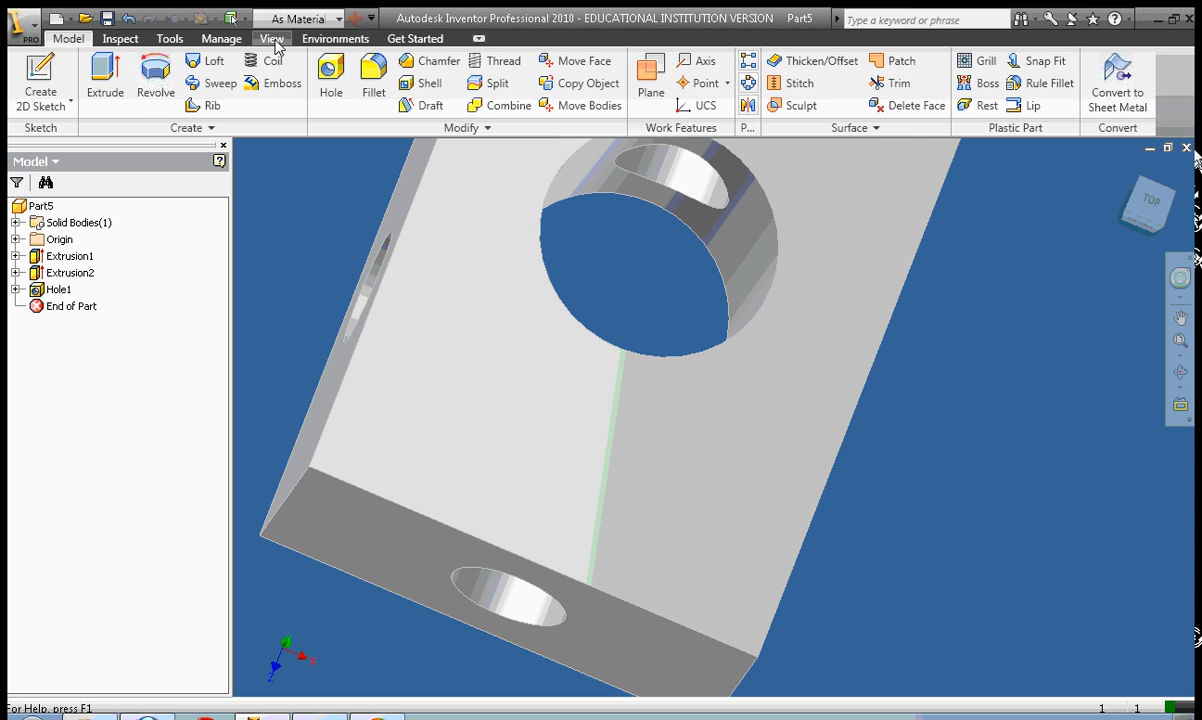 As Material
Autodesk Inventor Professional 2010 - EDUCATIONAL INSTITUTION VERSION Part5
Type a keyword or phrase
PRO
Model Inspect Tools Manage View Environments Get Started
Create 2D Sketch
Extrude
Revolve
Loft
Coil
Sweep
Emboss
Rib
Hole
Fillet
Chamfer
Thread
Move Face
Shell
Split
Copy Object
Draft
Combine
Move Bodies
Plane
Axis
Point
UCS
Thicken/Offset
Patch
Stitch
Trim
Sculpt
Delete Face
Grill
Snap Fit
Boss
Rule Fillet
Rest
Lip
Convert to Sheet Metal
Sketch Create Modify Work Features P... Surface Plastic Part Convert
Model
Part5
Solid Bodies(1)
Origin
Extrusion1
Extrusion2
Hole1
End of Part
TOP
X
Z
For Help, press F1
1 1